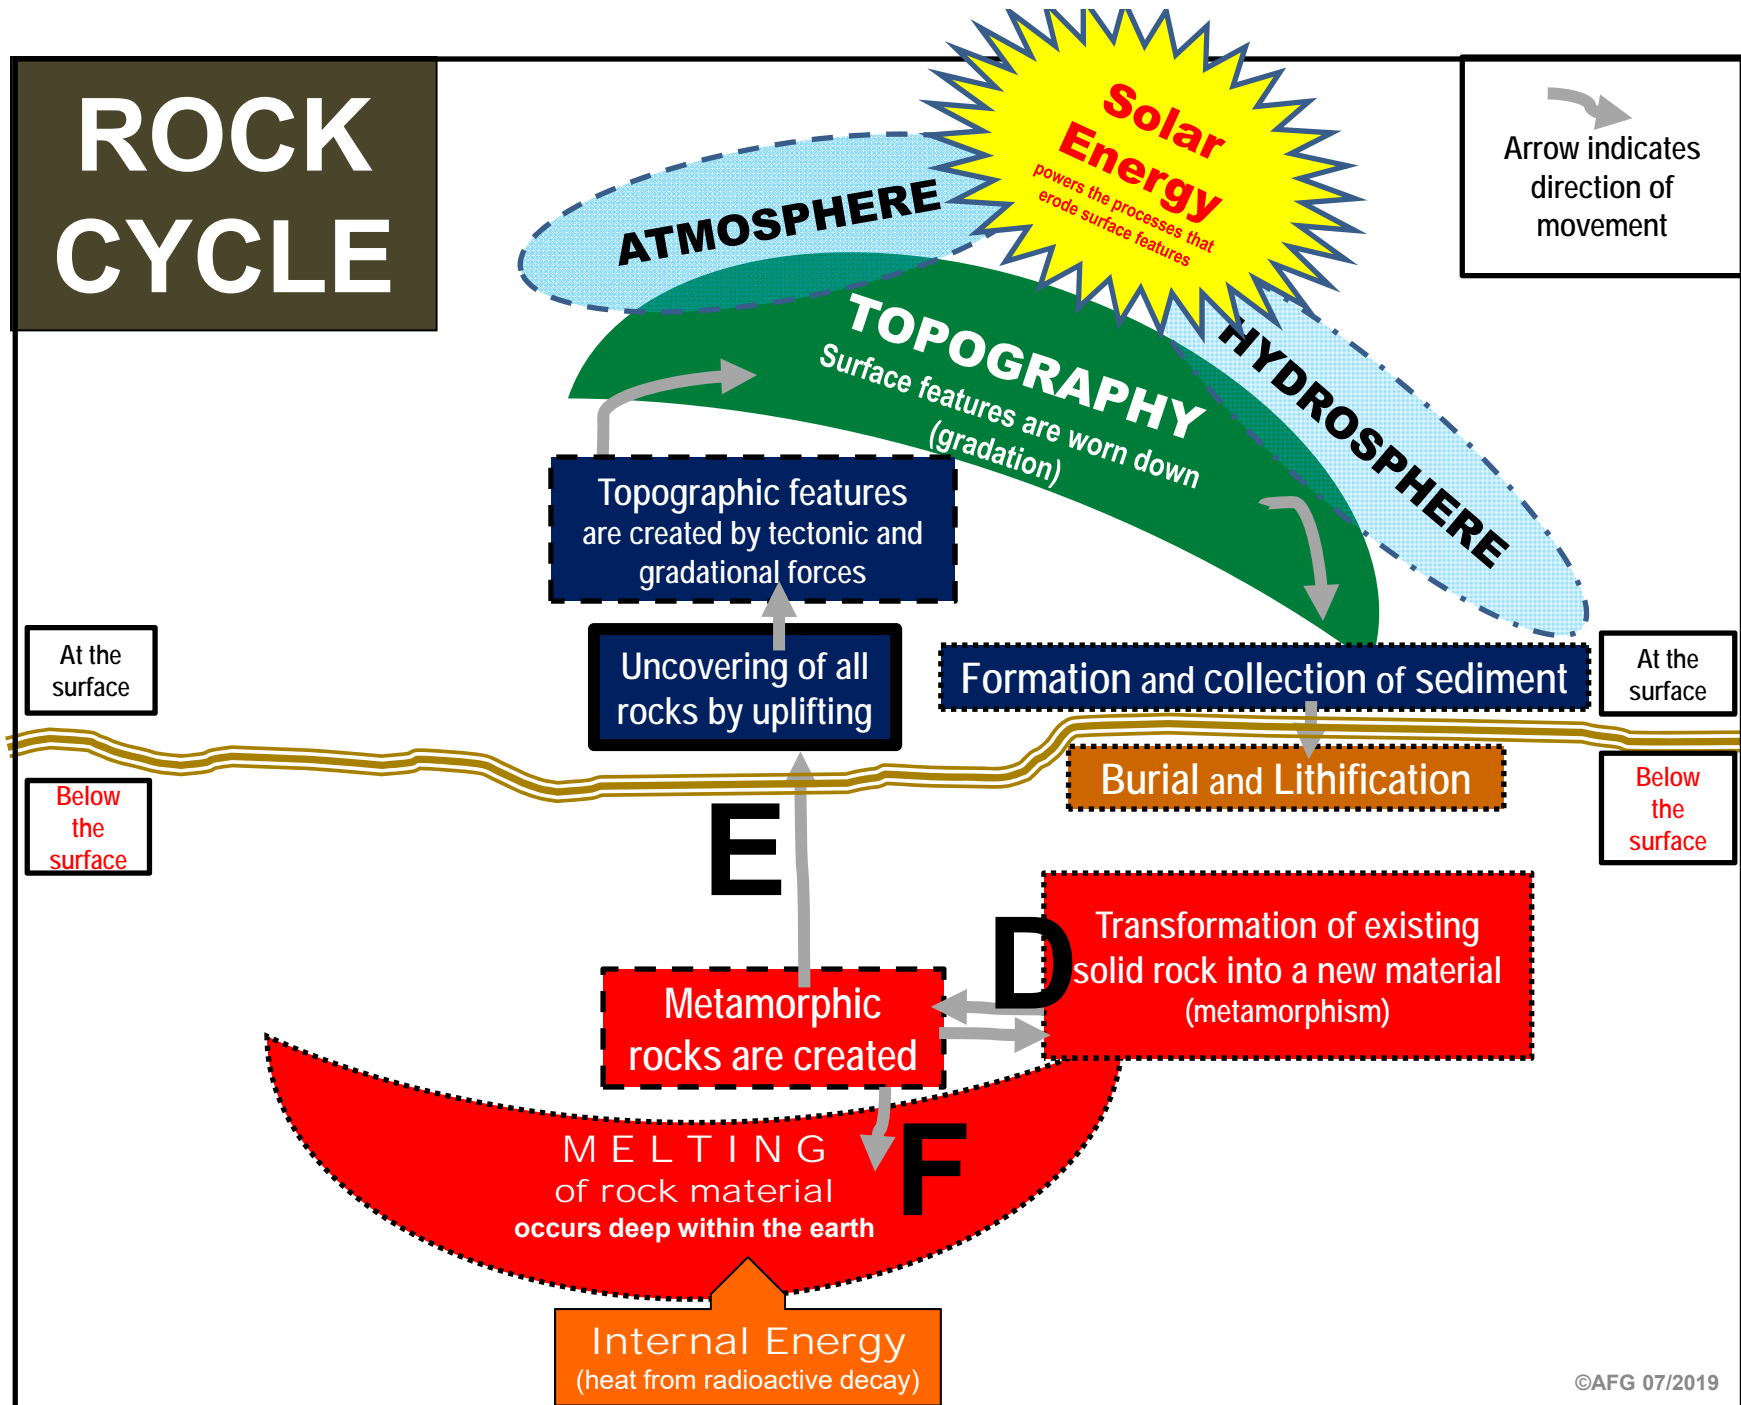 ROCK
CYCLE
Solar
Energy
powers the processes that
erode surface features
Arrow indicates
direction of
movement
ATMOSPHERE
TOPOGRAPHY
Surface features are worn down
(gradation)
HYDROSPHERE
Topographic features
are created by tectonic and
gradational forces
At the
surface
Uncovering of all
rocks by uplifting
Formation and collection of sediment
At the
surface
Below
the
surface
Burial and Lithification
Below
the
surface
E
D
Transformation of existing
solid rock into a new material
(metamorphism)
Metamorphic
rocks are created
F
MELTING
of rock material
occurs deep within the earth
Internal Energy
(heat from radioactive decay)
©AFG 07/2019